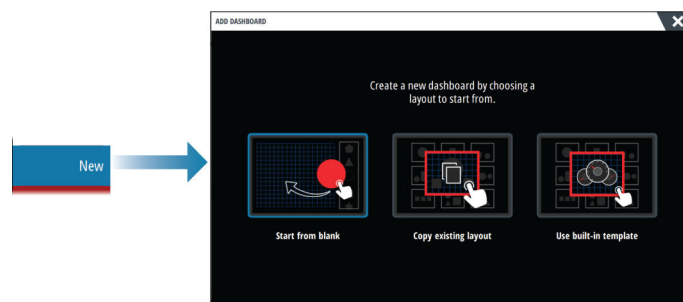 ADD DASHBOARD
Create a new dashboard by choosing a
layout to start from.
New
Start from blank
Copy existing layout
Use built-in template